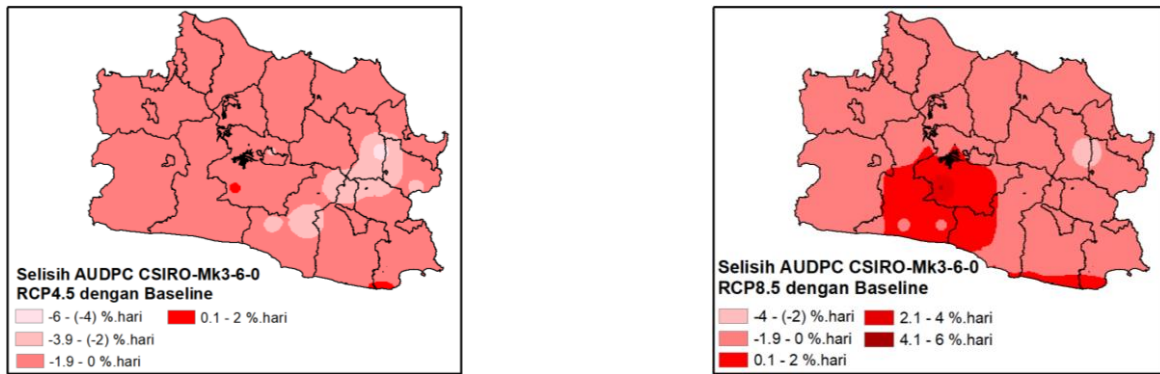 Selisih AUDPC CSIRO-Mk3-6-0
RCP4.5 dengan Baseline
-6 - (-4) %.hari
0.1 - 2 %.hari
-3.9 - (-2) %.hari
-1.9 - 0 %.hari
Selisih AUDPC CSIRO-Mk3-6-0
RCP8.5 dengan Baseline
-4 - (-2) %.hari
2.1 - 4 %.hari
-1.9 - 0 %.hari
4.1 - 6 %.hari
0.1 - 2 %.hari